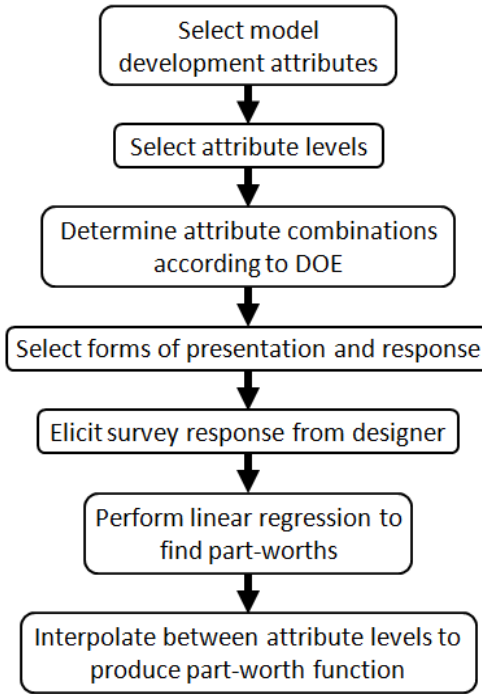 Select model
development attributes
Select attribute levels
Determine attribute combinations
according to DOE
Select forms of presentation and response
Elicit survey response from designer
Perform linear regression to
find part-worths
Interpolate between attribute levels to
produce part-worth function